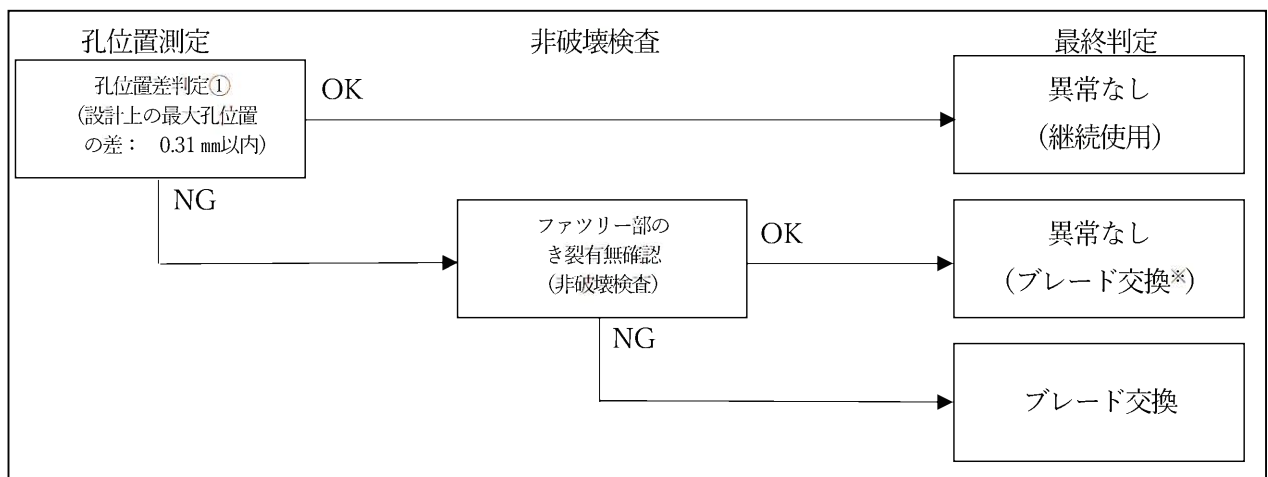 孔位置測定
非破壊検査
最終判定
孔位置差判定①
(設計上の最大孔位置
の差： 0.31 mm以内)
OK
異常なし
(継続使用)
NG
ファツリー部の
き裂有無確認
(非破壊検査)
OK
異常なし
(ブレード交換※)
NG
ブレード交換